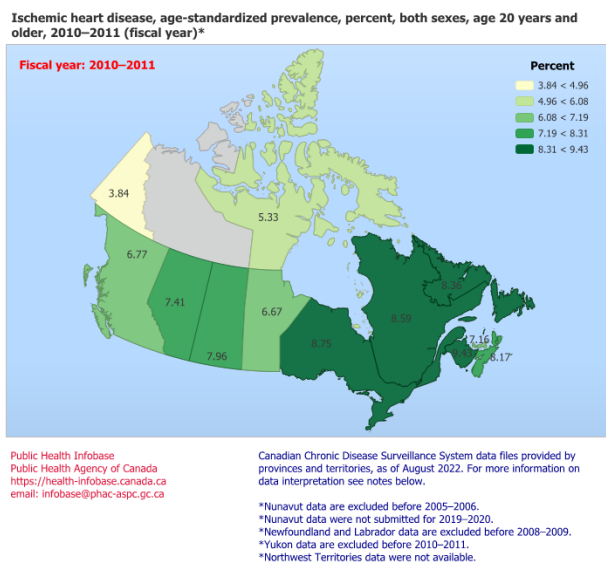 Ischemic heart disease, age-standardized prevalence, percent, both sexes, age 20 years and
older, 2010–2011 (fiscal year)*
Fiscal year: 2010–2011
Percent
3.84 < 4.96
4.96 < 6.08
6.08 < 7.19
7.19 < 8.31
8.31 < 9.43
3.84
5.33
6.77
7.41
7.96
6.67
8.75
8.59
8.36
7.16
9.43
8.17
Public Health Infobase
Public Health Agency of Canada
https://health-infobase.canada.ca
email: infobase@phac-aspc.gc.ca
Canadian Chronic Disease Surveillance System data files provided by
provinces and territories, as of August 2022. For more information on
data interpretation see notes below.
*Nunavut data are excluded before 2005–2006.
*Nunavut data were not submitted for 2019–2020.
*Newfoundland and Labrador data are excluded before 2008–2009.
*Yukon data are excluded before 2010–2011.
*Northwest Territories data were not available.